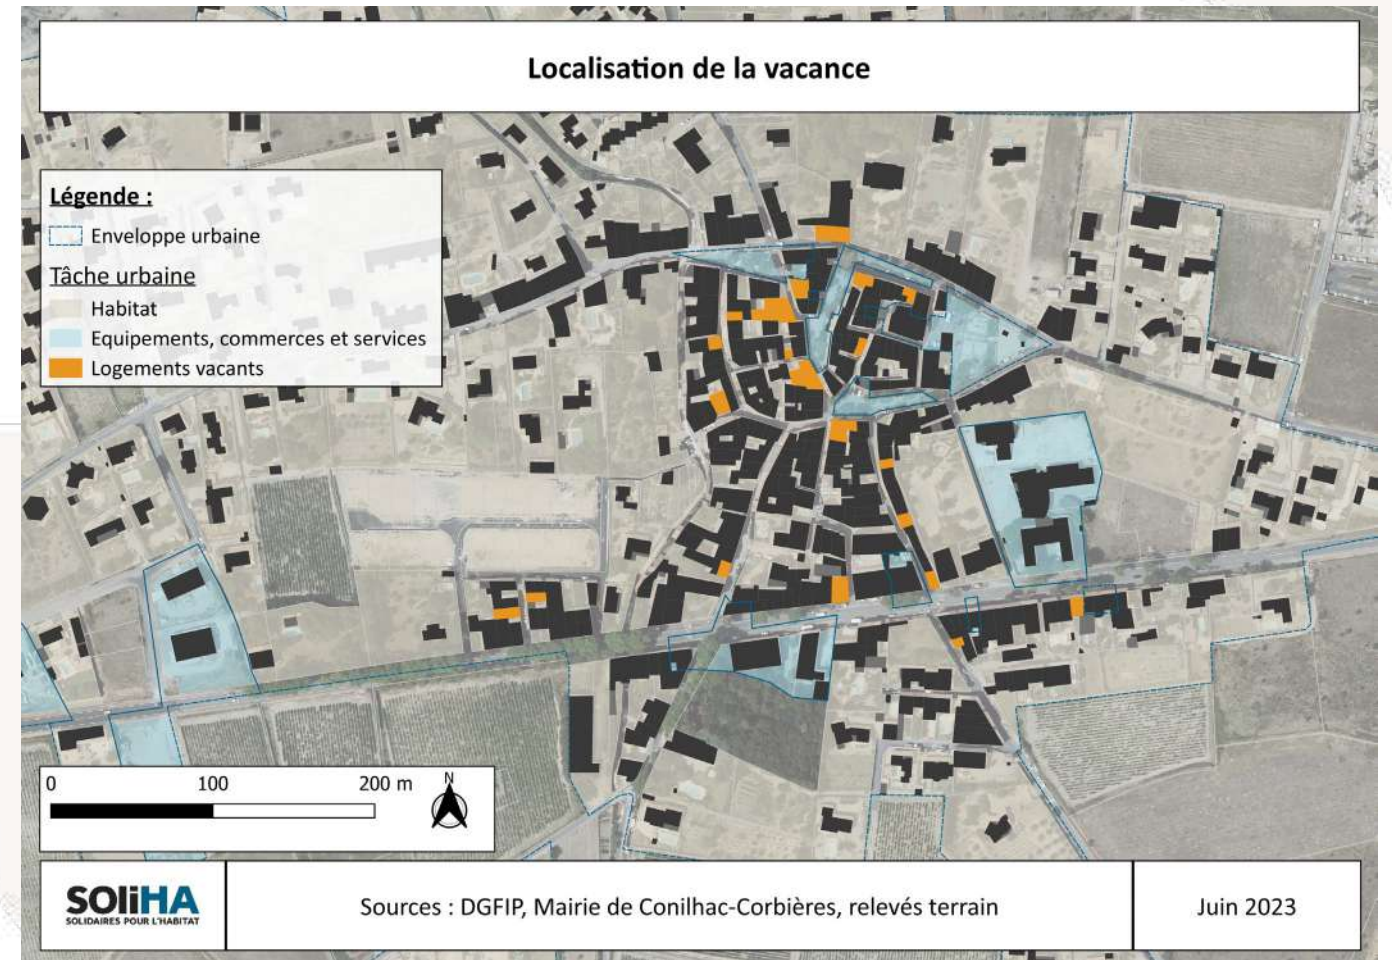 Localisation de la vacance
Légende :
Enveloppe urbaine
Tâche urbaine
Habitat
Equipements, commerces et services
Logements vacants
0 100 200 m
N
SOLiHA
SOLIDAIRES POUR L'HABITAT
Sources : DGFIP, Mairie de Conilhac-Corbières, relevés terrain
Juin 2023